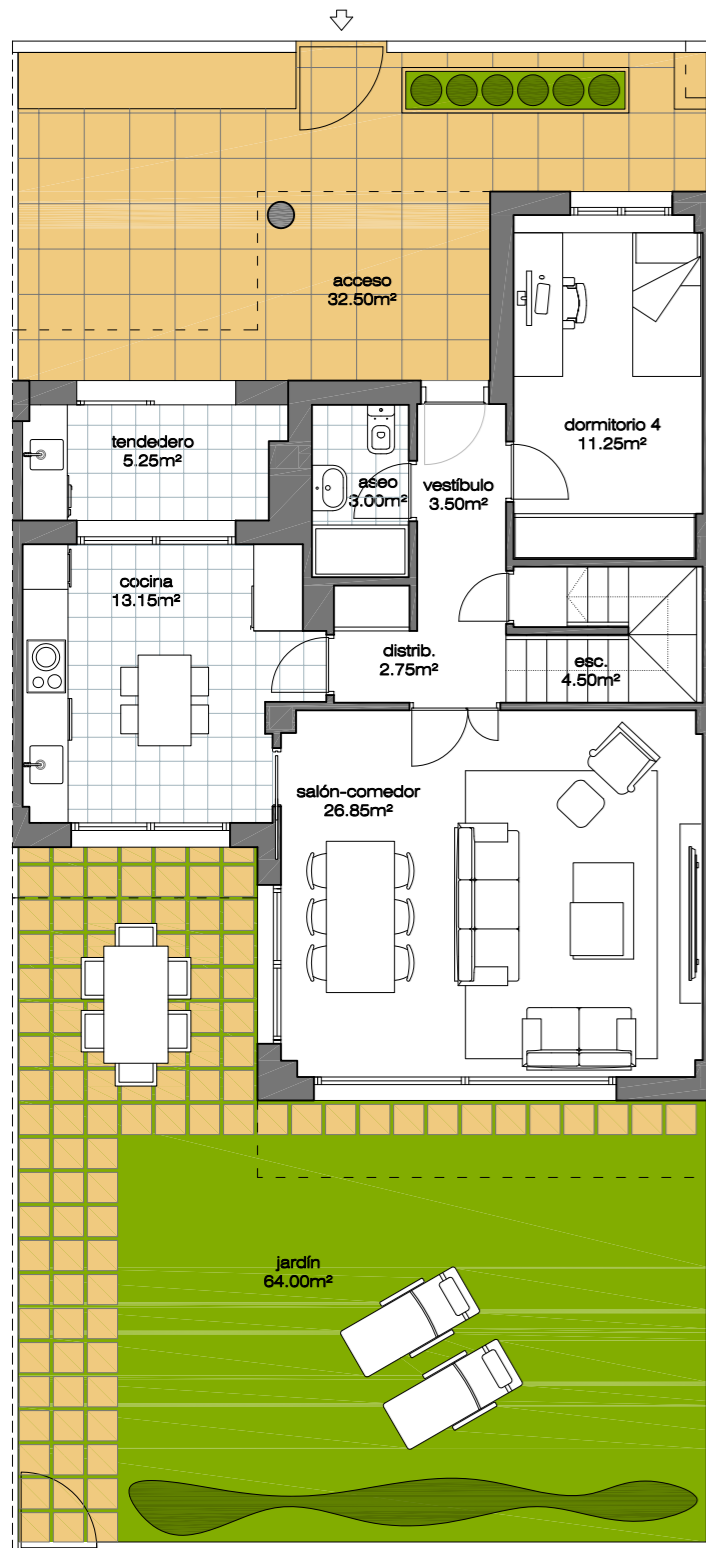 acceso
32.50m²
dormitorio 4
11.25m²
tendedero
5.25m²
aseo
3.00m²
vestíbulo
3.50m²
cocina
13.15m²
distrib.
2.75m²
esc.
4.50m²
salón-comedor
26.85m²
jardín
64.00m²